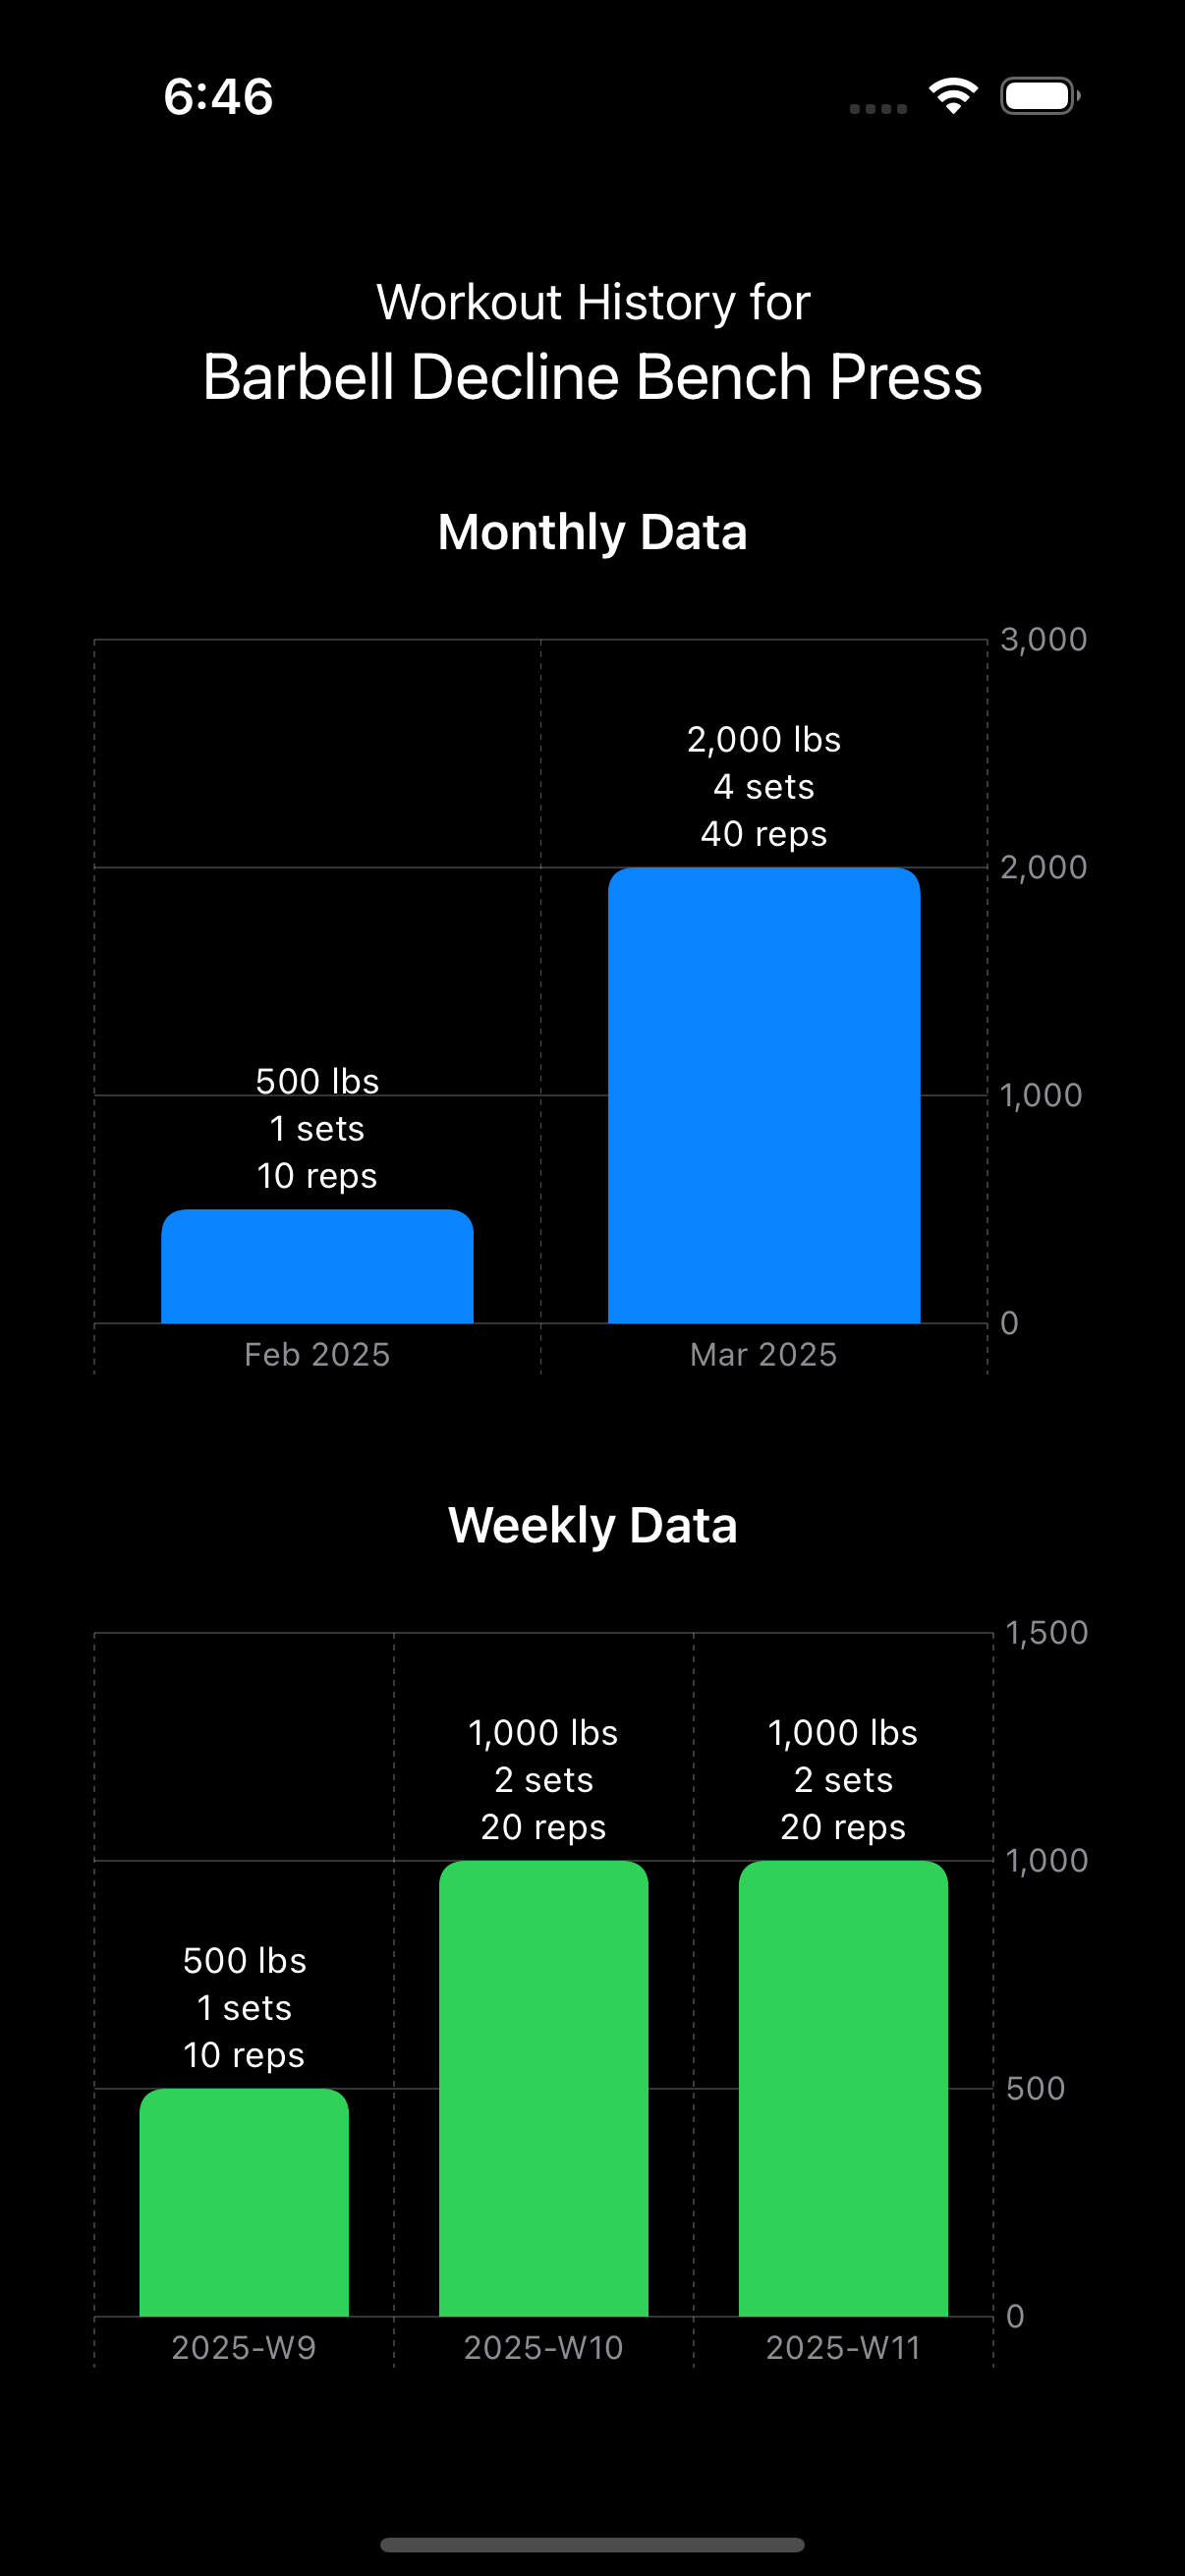 6:46
Workout History for
Barbell Decline Bench Press
Monthly Data
3,000
2,000 lbs
4 sets
40 reps
2,000
500 lbs
1,000
1 sets
10 reps
0
Feb 2025
Mar 2025
Weekly Data
1,500
1,000 lbs
2 sets
20 reps
1,000 lbs
2 sets
20 reps
1,000
500 lbs
1 sets
10 reps
500
0
2025-W9
2025-W10
2025-W11